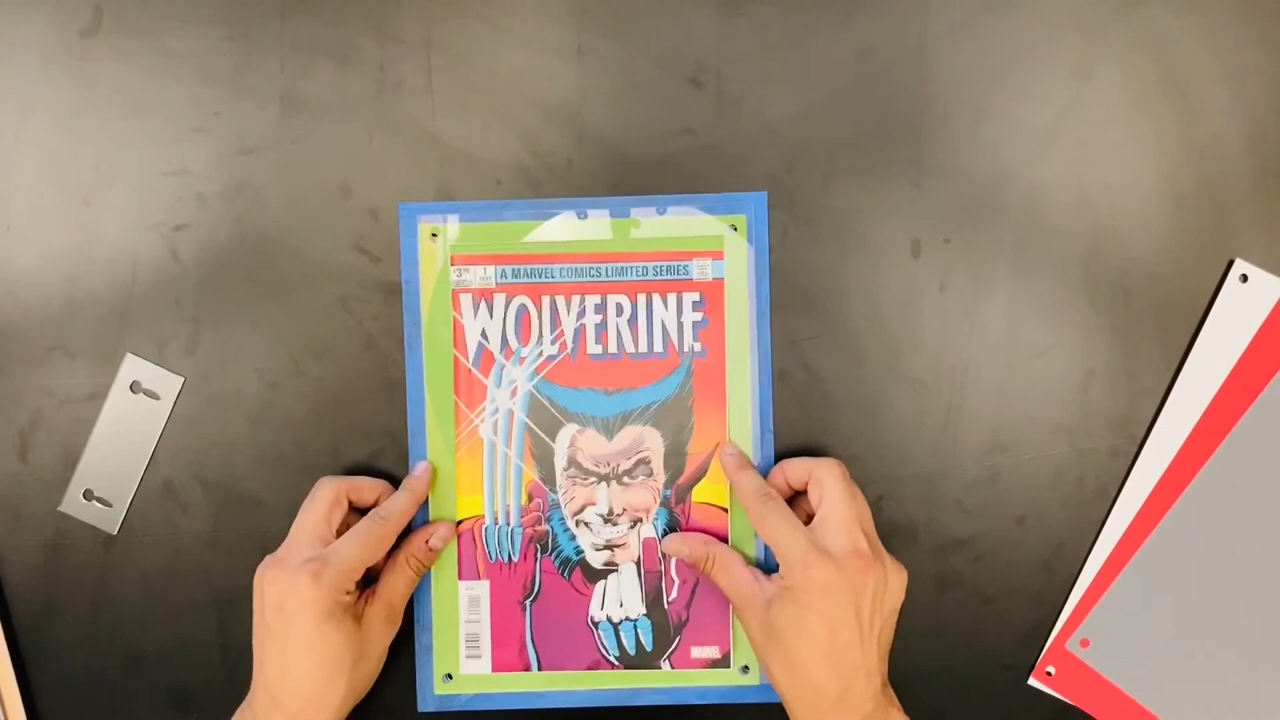 $3.99
1
A MARVEL COMICS LIMITED SERIES
WOLVERINE
MARVEL